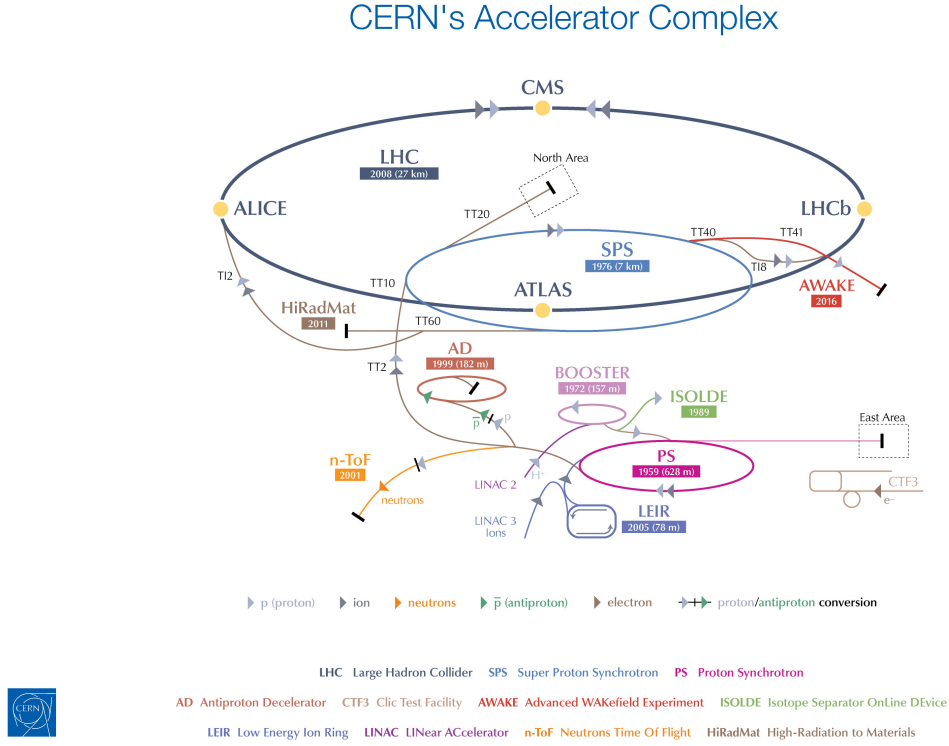 CERN's Accelerator Complex
CMS
LHC
2008 (27 km)
North Area
ALICE
LHCb
TT20
TT40
TT41
SPS
1976 (7 km)
TI2
TT10
TI8
ATLAS
AWAKE
2016
HiRadMat
2011
TT60
AD
1999 (182 m)
TT2
BOOSTER
1972 (157 m)
ISOLDE
1989
p̅
p
East Area
n-ToF
2001
PS
1959 (628 m)
H⁺
LINAC 2
neutrons
CTF3
e⁻
LINAC 3
Ions
LEIR
2005 (78 m)
p (proton) ion neutrons p̅ (antiproton) electron proton/antiproton conversion
LHC Large Hadron Collider SPS Super Proton Synchrotron PS Proton Synchrotron
AD Antiproton Decelerator CTF3 Clic Test Facility AWAKE Advanced WAKefield Experiment ISOLDE Isotope Separator OnLine DEvice
LEIR Low Energy Ion Ring LINAC LINear ACcelerator n-ToF Neutrons Time Of Flight HiRadMat High-Radiation to Materials
CERN